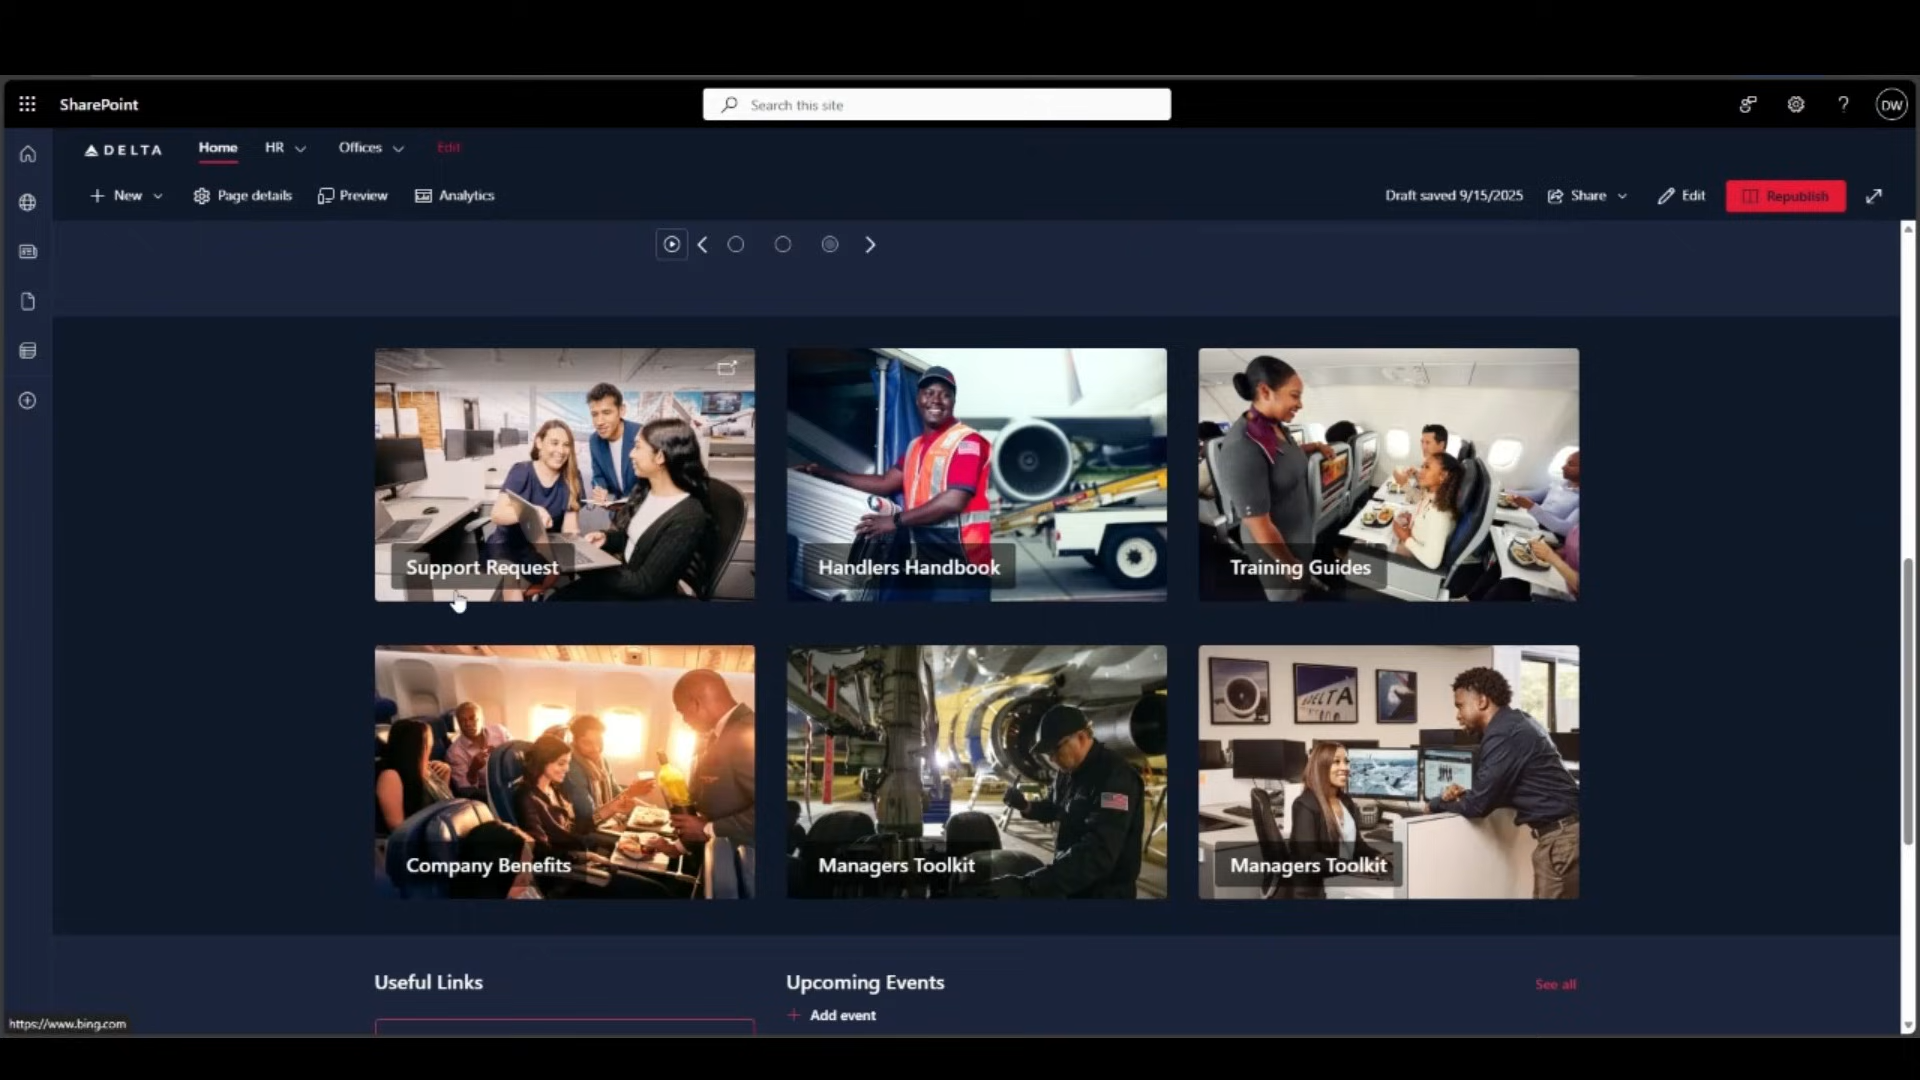 SharePoint
Search this site
DW
DELTA
Home
HR
Offices
Edit
New
Page details
Preview
Analytics
Draft saved 9/15/2025
Share
Edit
Republish
Support Request
Handlers Handbook
Training Guides
DELTA
Company Benefits
Managers Toolkit
Managers Toolkit
Useful Links
Upcoming Events
See all
Add event
https://www.bing.com